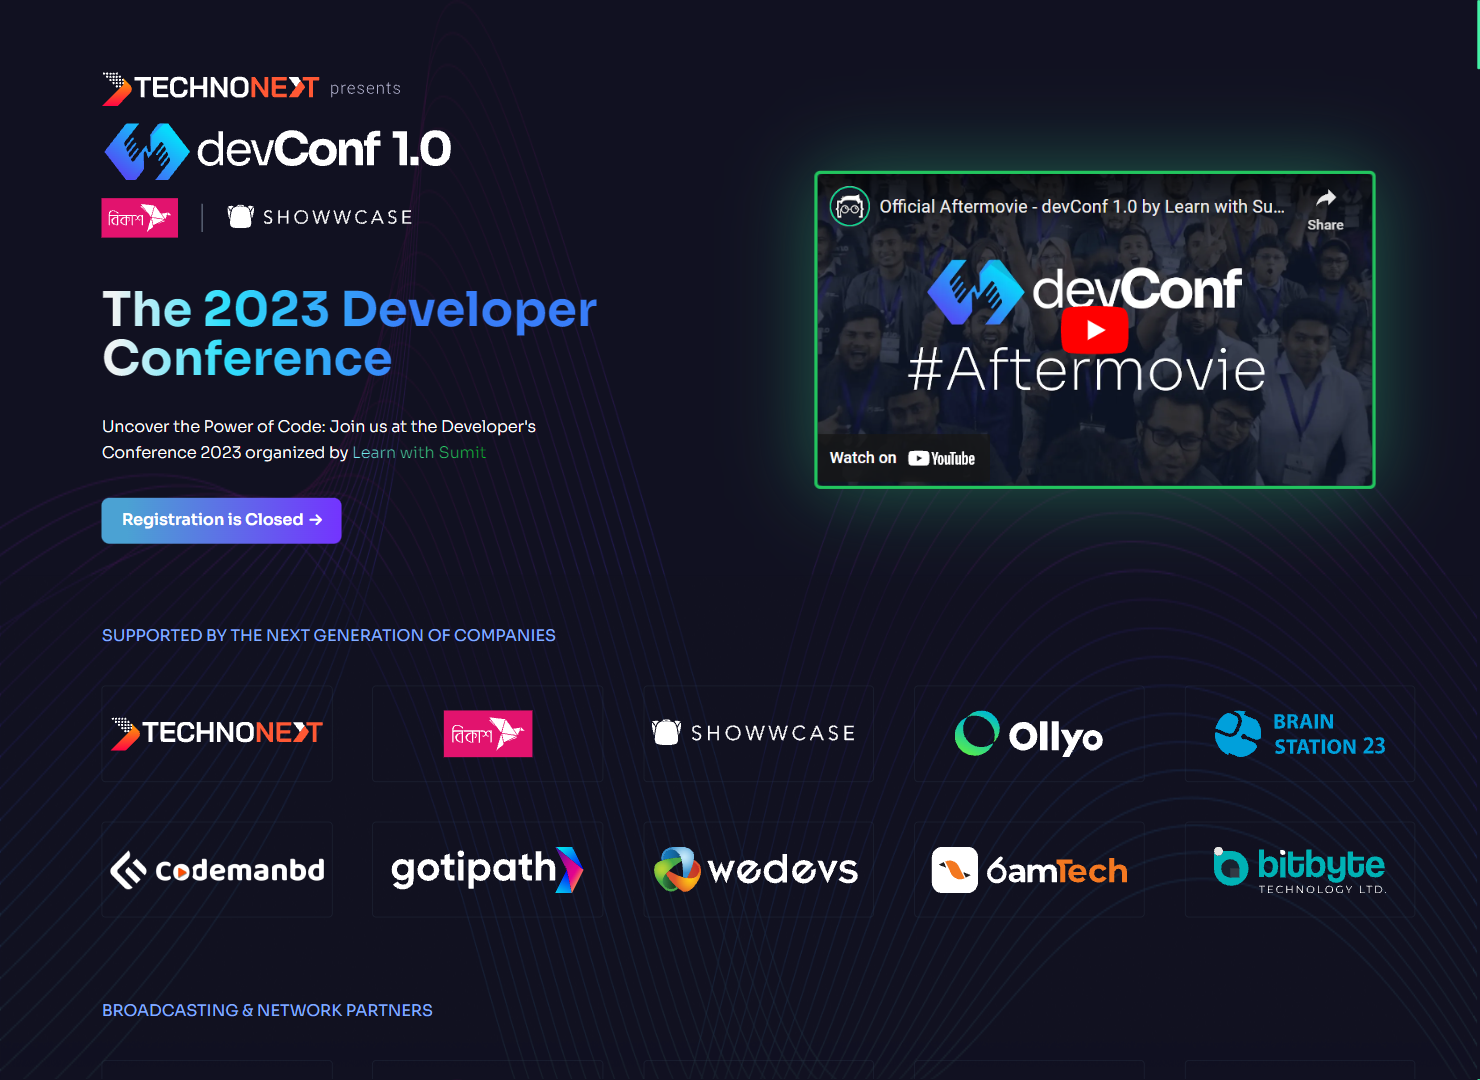 TECHNONEXT presents
devConf 1.0
বিকাশ
SHOWWCASE
The 2023 Developer
Conference
Uncover the Power of Code: Join us at the Developer's
Conference 2023 organized by Learn with Sumit
Registration is Closed →
Official Aftermovie - devConf 1.0 by Learn with Su...
Share
devConf
#Aftermovie
Watch on YouTube
SUPPORTED BY THE NEXT GENERATION OF COMPANIES
TECHNONEXT
বিকাশ
SHOWWCASE
Ollyo
BRAIN
STATION 23
codemanbd
gotipath
wedevs
6amTech
bitbyte
TECHNOLOGY LTD.
BROADCASTING & NETWORK PARTNERS